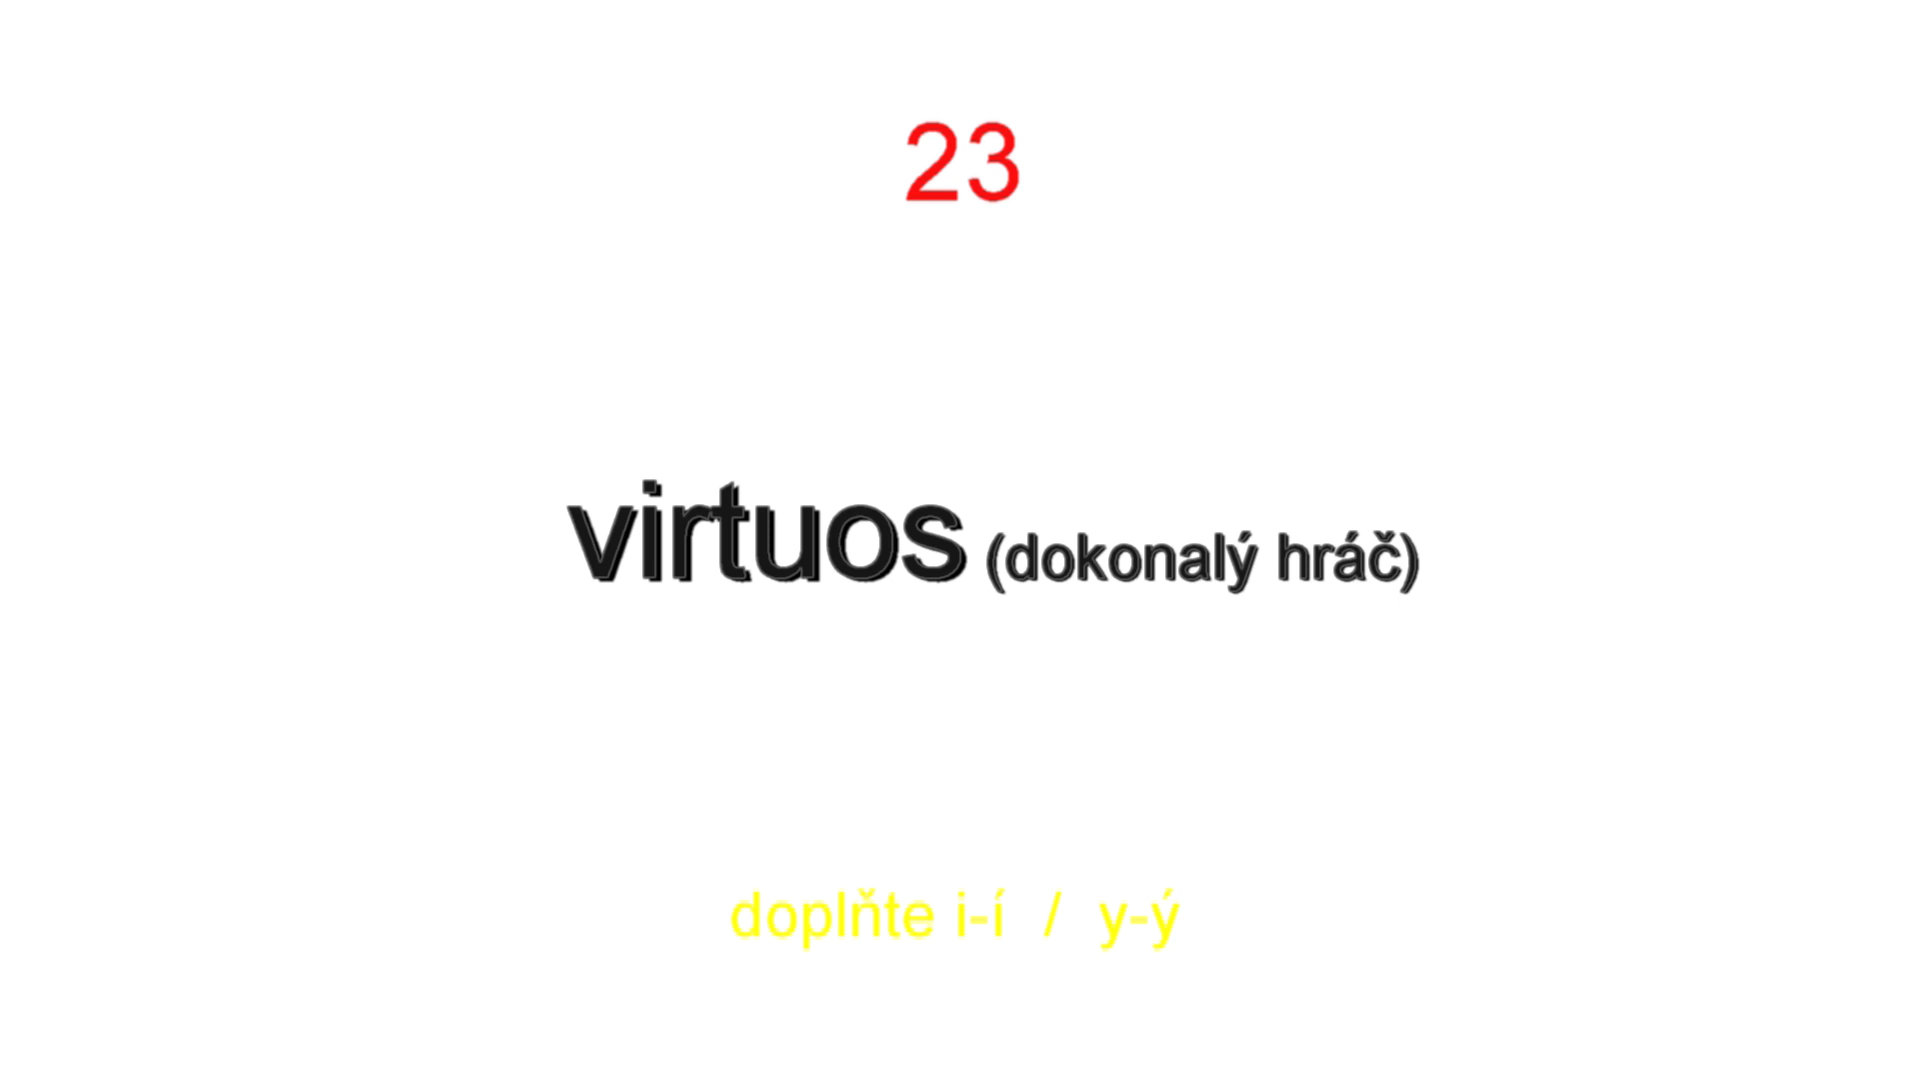 23
virtuos (dokonalý hráč)
doplňte i-í / y-ý